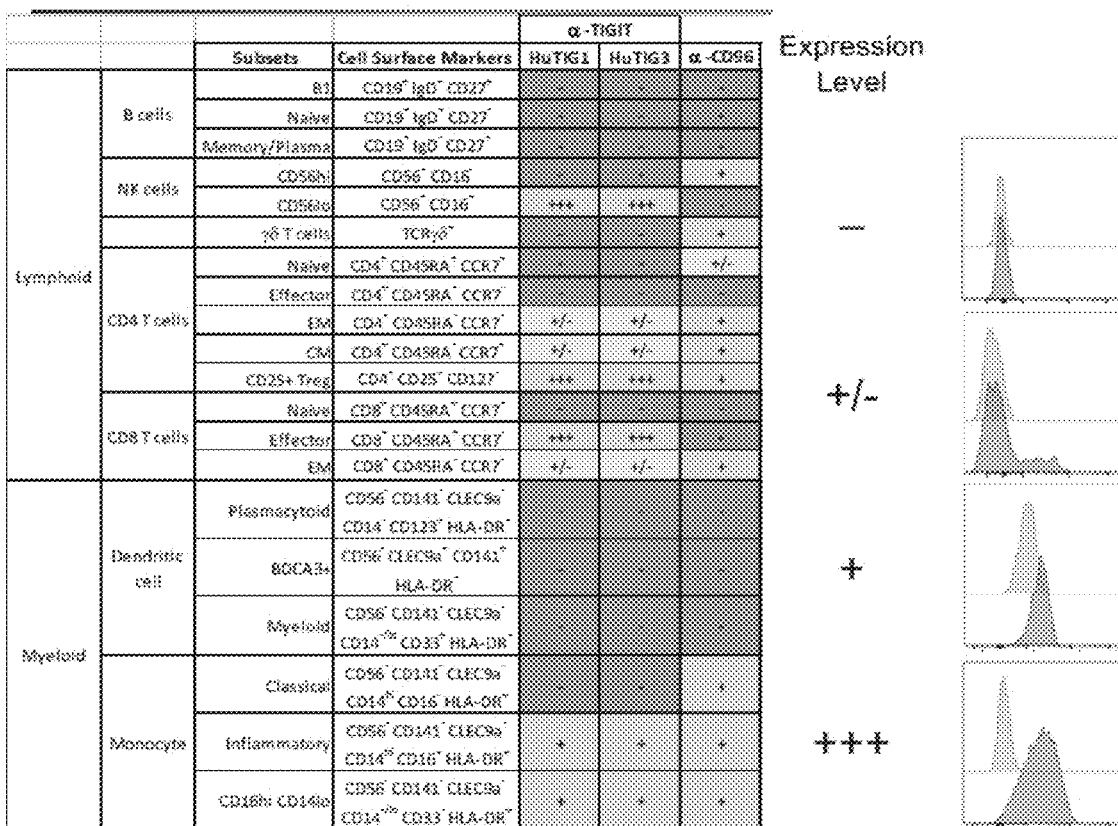 α-TIGIT
Subsets Cell Surface Markers HuTIG1 HuTIG3 α-CD96
Expression Level
Lymphoid
B cells
B1 CD19⁺ IgD⁻ CD27⁺ - - -
Naive CD19⁺ IgD⁺ CD27⁻ - - -
Memory/Plasma CD19⁺ IgD⁻ CD27⁺ - - -
NK cells
CD56hi CD56⁺ CD16⁻ - - +
CD56lo CD56⁺ CD16⁺ +++ +++ -
γδ T cells TCRγδ⁺ - - +
CD4 T cells
Naive CD4⁺ CD45RA⁺ CCR7⁺ - - +/-
Effector CD4⁺ CD45RA⁻ CCR7⁻ - - -
EM CD4⁺ CD45RA⁻ CCR7⁻ +/- +/- +
CM CD4⁺ CD45RA⁻ CCR7⁺ +/- +/- +
CD25+ Treg CD4⁺ CD25⁺ CD127⁻ +++ +++ +
CD8 T cells
Naive CD8⁺ CD45RA⁺ CCR7⁺ - - -
Effector CD8⁺ CD45RA⁺ CCR7⁻ +++ +++ -
EM CD8⁺ CD45RA⁻ CCR7⁻ +/- +/- +
Myeloid
Dendritic cell
Plasmacytoid CD56⁻ CD141⁻ CLEC9a⁻
CD14⁻ CD123⁺ HLA-DR⁺ - - -
BDCA3+ CD56⁻ CLEC9a⁺ CD141⁺
HLA-DR⁺ - - -
Myeloid CD56⁻ CD141⁻ CLEC9a⁻
CD14⁻/ˡᵒ CD33⁺ HLA-DR⁺ - - -
Monocyte
Classical CD56⁻ CD141⁻ CLEC9a⁻
CD14ʰⁱ CD16⁻ HLA-DR⁺ - - +
Inflammatory CD56⁻ CD141⁻ CLEC9a⁻
CD14ʰⁱ CD16⁺ HLA-DR⁺ + + +
CD16hi CD14lo CD56⁻ CD141⁻ CLEC9a⁻
CD14⁻/ˡᵒ CD33⁻ HLA-DR⁺ + + +
—
+/-
+
+++